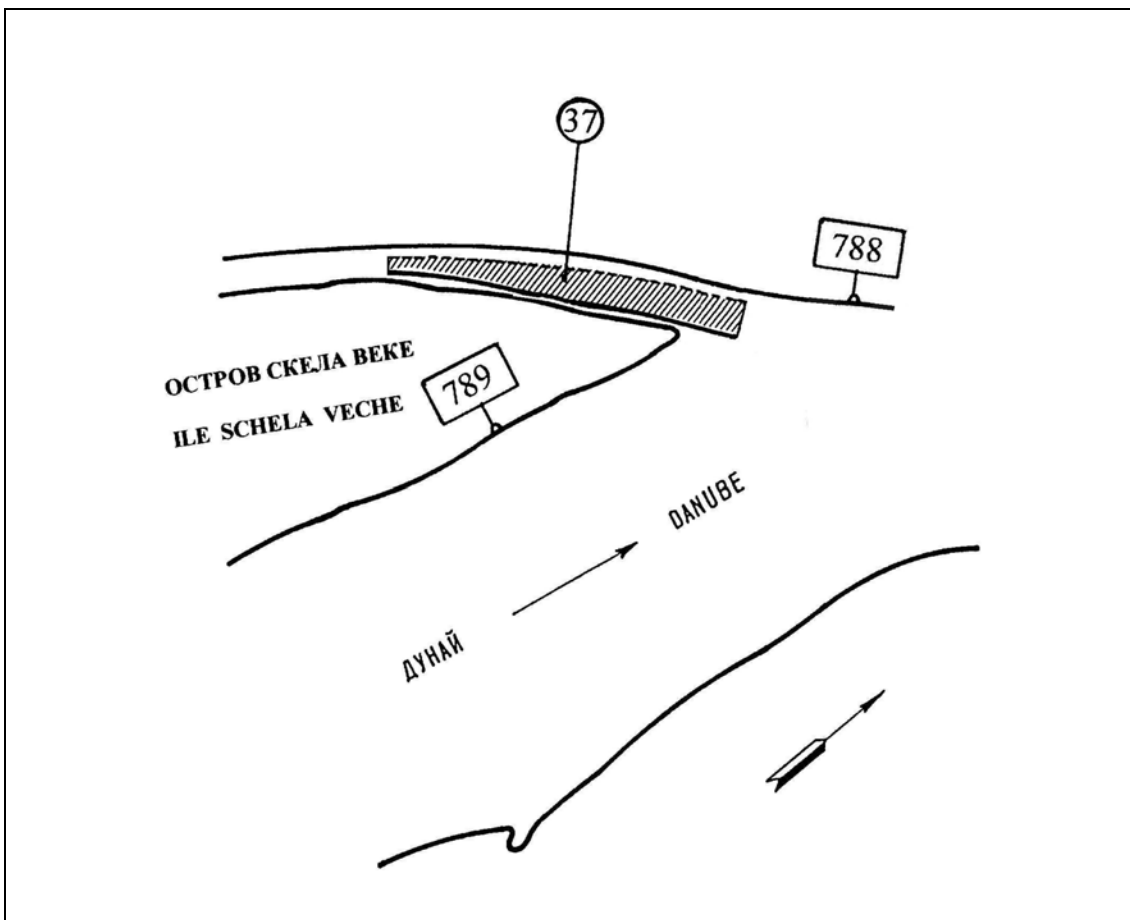 37
788
ОСТРОВ СКЕЛА ВЕКЕ
789
ILE SCHELA VECHE
DANUBE
ДУНАЙ